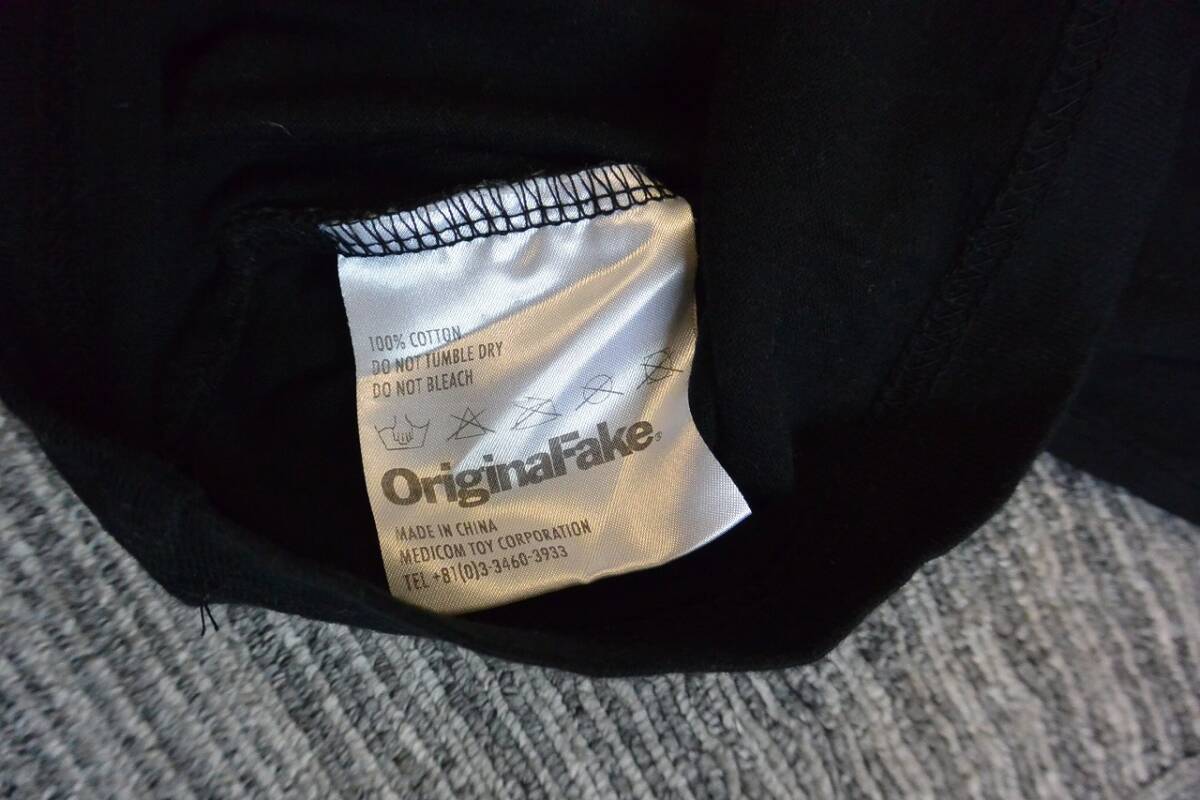 100% COTTON
DO NOT TUMBLE DRY
DO NOT BLEACH
OriginalFake®
MADE IN CHINA
MEDICOM TOY CORPORATION
TEL +81(0)3-3460-3933